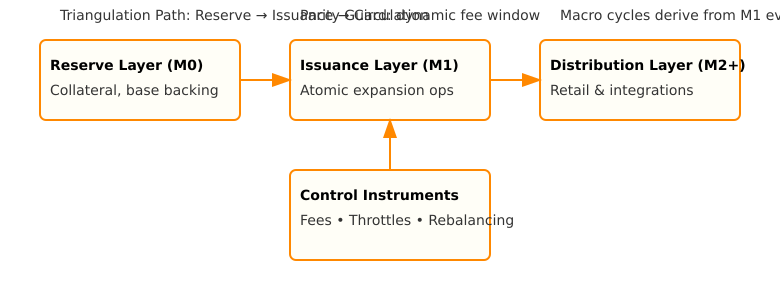 Triangulation Path: Reserve → Issuance → Circulation
Parity Guard: dynamic fee window
Macro cycles derive from M1 ev
Reserve Layer (M0)
Collateral, base backing
Issuance Layer (M1)
Atomic expansion ops
Distribution Layer (M2+)
Retail & integrations
Control Instruments
Fees • Throttles • Rebalancing